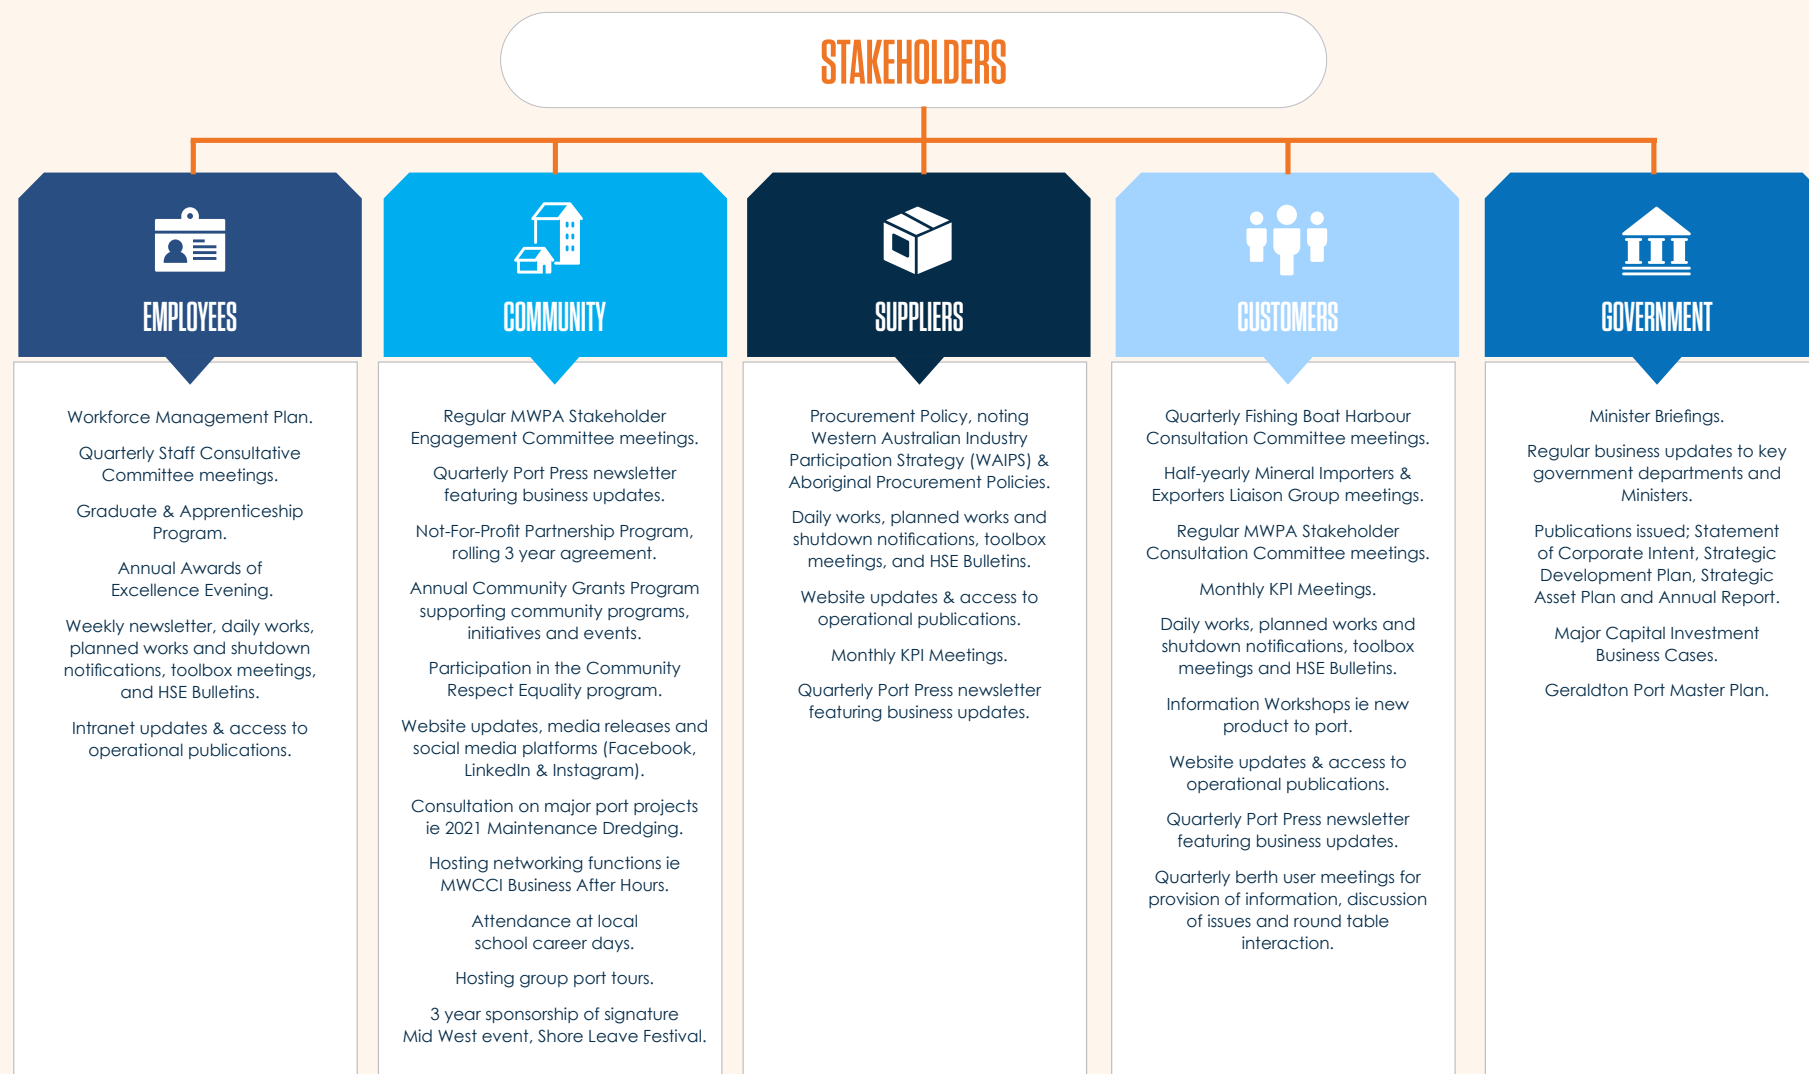 STAKEHOLDERS
EMPLOYEES
Workforce Management Plan.
Quarterly Staff Consultative
Committee meetings.
Graduate & Apprenticeship
Program.
Annual Awards of
Excellence Evening.
Weekly newsletter, daily works,
planned works and shutdown
notifications, toolbox meetings,
and HSE Bulletins.
Intranet updates & access to
operational publications.
COMMUNITY
Regular MWPA Stakeholder
Engagement Committee meetings.
Quarterly Port Press newsletter
featuring business updates.
Not-For-Profit Partnership Program,
rolling 3 year agreement.
Annual Community Grants Program
supporting community programs,
initiatives and events.
Participation in the Community
Respect Equality program.
Website updates, media releases and
social media platforms (Facebook,
LinkedIn & Instagram).
Consultation on major port projects
ie 2021 Maintenance Dredging.
Hosting networking functions ie
MWCCI Business After Hours.
Attendance at local
school career days.
Hosting group port tours.
3 year sponsorship of signature
Mid West event, Shore Leave Festival.
SUPPLIERS
Procurement Policy, noting
Western Australian Industry
Participation Strategy (WAIPS) &
Aboriginal Procurement Policies.
Daily works, planned works and
shutdown notifications, toolbox
meetings, and HSE Bulletins.
Website updates & access to
operational publications.
Monthly KPI Meetings.
Quarterly Port Press newsletter
featuring business updates.
CUSTOMERS
Quarterly Fishing Boat Harbour
Consultation Committee meetings.
Half-yearly Mineral Importers &
Exporters Liaison Group meetings.
Regular MWPA Stakeholder
Consultation Committee meetings.
Monthly KPI Meetings.
Daily works, planned works and
shutdown notifications, toolbox
meetings and HSE Bulletins.
Information Workshops ie new
product to port.
Website updates & access to
operational publications.
Quarterly Port Press newsletter
featuring business updates.
Quarterly berth user meetings for
provision of information, discussion
of issues and round table
interaction.
GOVERNMENT
Minister Briefings.
Regular business updates to key
government departments and
Ministers.
Publications issued; Statement
of Corporate Intent, Strategic
Development Plan, Strategic
Asset Plan and Annual Report.
Major Capital Investment
Business Cases.
Geraldton Port Master Plan.